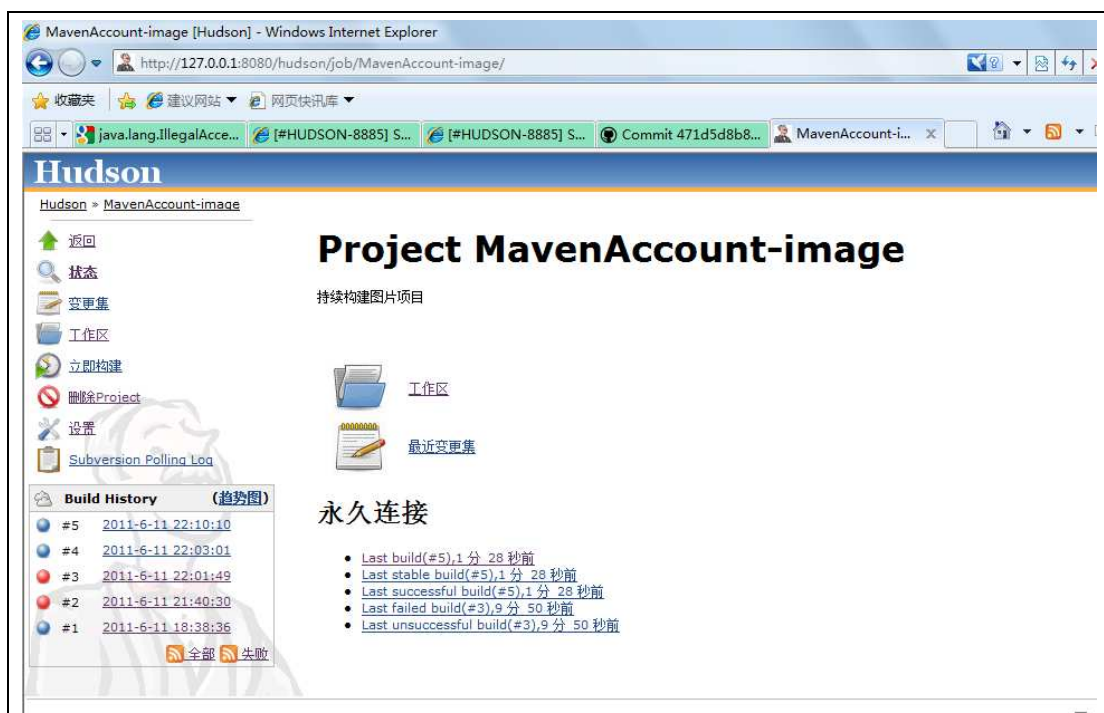 MavenAccount-image [Hudson] - Windows Internet Explorer
http://127.0.0.1:8080/hudson/job/MavenAccount-image/
收藏夹 建议网站 网页快讯库
java.lang.IllegalAcce... [#HUDSON-8885] S... [#HUDSON-8885] S... Commit 471d5d8b8... MavenAccount-i... x
Hudson
Hudson » MavenAccount-image
返回
状态
变更集
工作区
立即构建
删除Project
设置
Subversion Polling Log
Build History (趋势图)
#5 2011-6-11 22:10:10
#4 2011-6-11 22:03:01
#3 2011-6-11 22:01:49
#2 2011-6-11 21:40:30
#1 2011-6-11 18:38:36
全部 失败
Project MavenAccount-image
持续构建图片项目
工作区
最近变更集
永久连接
Last build(#5),1 分 28 秒前
Last stable build(#5),1 分 28 秒前
Last successful build(#5),1 分 28 秒前
Last failed build(#3),9 分 50 秒前
Last unsuccessful build(#3),9 分 50 秒前